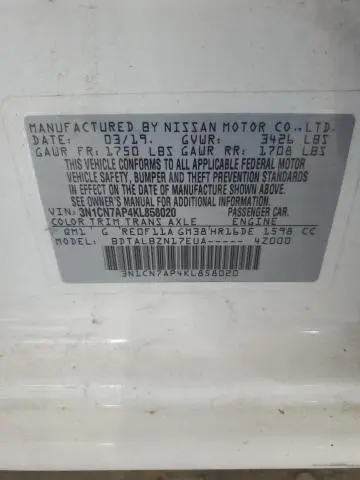 MANUFACTURED BY NISSAN MOTOR CO.,LTD.
DATE: 03/19. GVWR: 3426 LBS
GAWR FR: 1750 LBS GAWR RR: 1708 LBS
THIS VEHICLE CONFORMS TO ALL APPLICABLE FEDERAL MOTOR
VEHICLE SAFETY, BUMPER AND THEFT PREVENTION STANDARDS
IN EFFECT ON THE DATE OF MANUFACTURE SHOWN ABOVE.
SEE OWNER'S MANUAL FOR ADDITIONAL INFORMATION.
VIN: 3N1CN7AP4KL858020 PASSENGER CAR.
COLOR TRIM TRANS AXLE ENGINE
QM1 G RE0F11A GM38 HR16DE 1598 CC
MODEL: BDTALBZN17EUA----- 4Z000
3N1CN7AP4KL858020